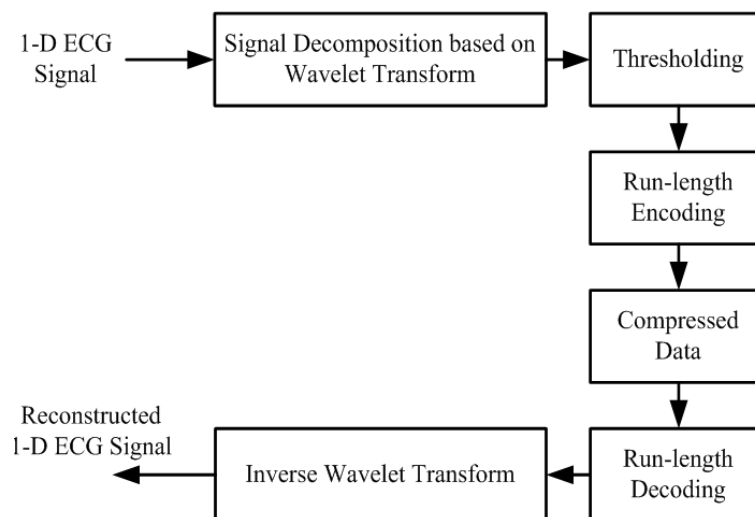 1-D ECG
Signal
Signal Decomposition based on
Wavelet Transform
Thresholding
Run-length
Encoding
Compressed
Data
Run-length
Decoding
Inverse Wavelet Transform
Reconstructed
1-D ECG Signal